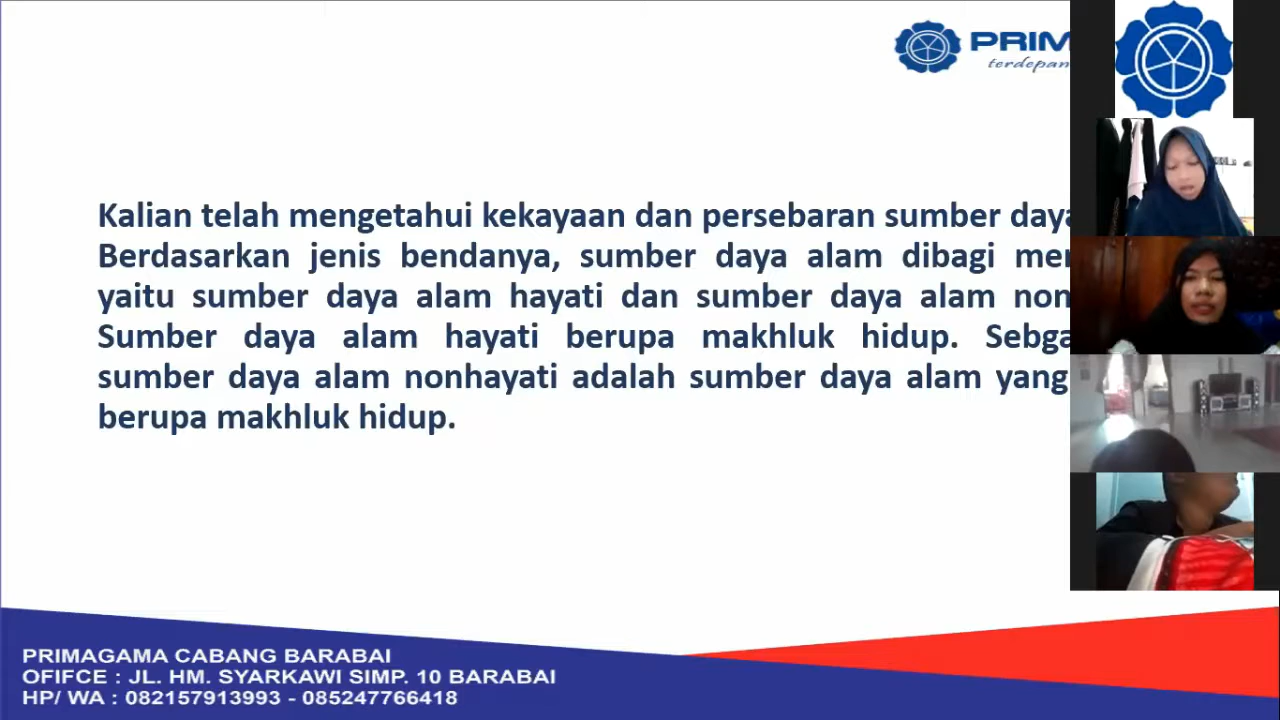 PRIM
terdepan
Kalian telah mengetahui kekayaan dan persebaran sumber daya
Berdasarkan jenis bendanya, sumber daya alam dibagi
yaitu sumber daya alam hayati dan sumber daya alam non
Sumber daya alam hayati berupa makhluk hidup. Sebga
sumber daya alam nonhayati adalah sumber daya alam yang
berupa makhluk hidup.
PRIMAGAMA CABANG BARABAI
OFIFCE : JL. HM. SYARKAWI SIMP. 10 BARABAI
HP/ WA : 082157913993 - 085247766418